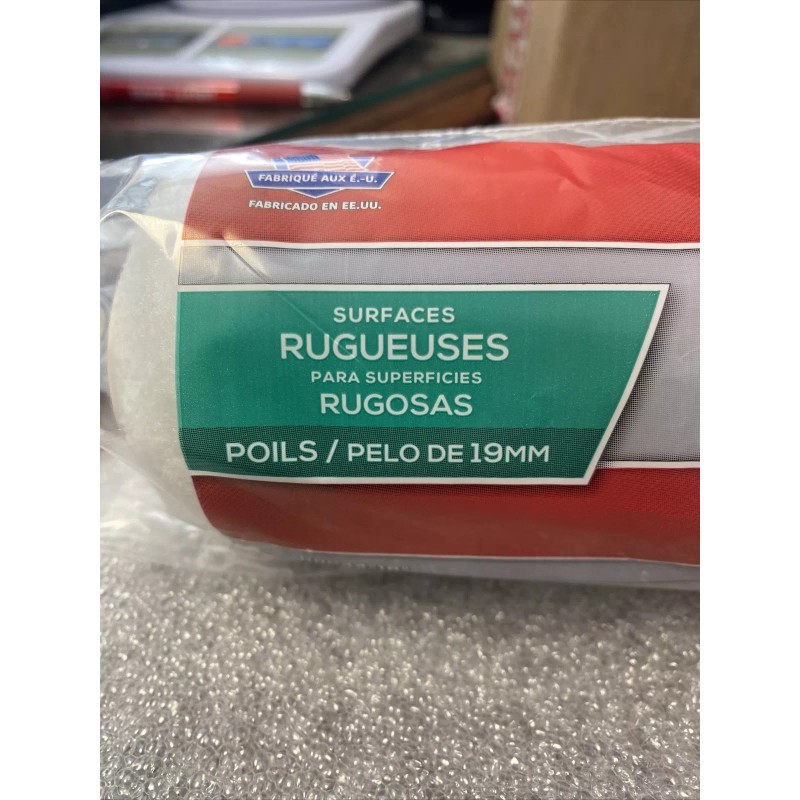 FABRIQUÉ AUX É.-U.
FABRICADO EN EE.UU.
SURFACES
RUGUEUSES
PARA SUPERFICIES
RUGOSAS
POILS / PELO DE 19MM